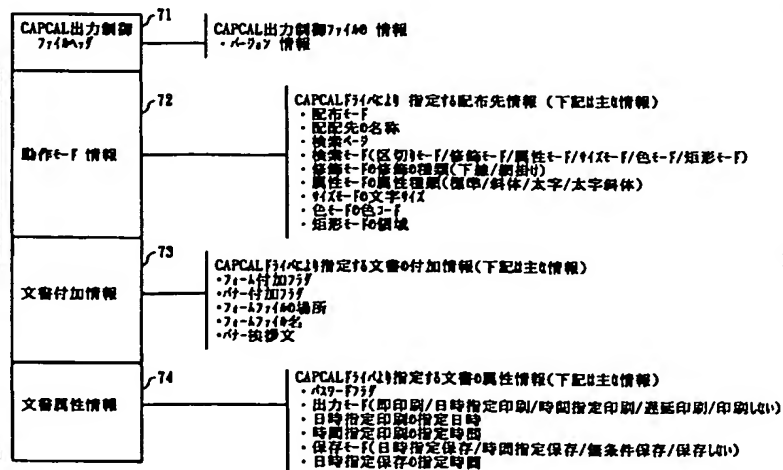 71
CAPCAL出力制御
ファイルヘッダ
CAPCAL出力制御ファイルの 情報
・バージョン 情報
72
動作モード 情報
CAPCALドライバにより 指定する配布先情報 (下記は主な情報)
・配布モード
・配配先の名称
・検索ページ
・検索モード(区切りモード/修飾モード/属性モード/サイズモード/色モード/矩形モード)
・修飾モードの修飾の種類(下線/網掛け)
・属性モードの属性種類(標準/斜体/太字/太字斜体)
・サイズモードの文字サイズ
・色モードの色コード
・矩形モードの領域
73
文書付加情報
CAPCALドライバにより指定する文書の付加情報(下記は主な情報)
・フォーム付加フラグ
・バナー付加フラグ
・フォームファイルの場所
・フォームファイル名
・バナー挨拶文
74
文書属性情報
CAPCALドライバより指定する文書の属性情報(下記は主な情報)
・パスワードフラグ
・出力モード(即印刷/日時指定印刷/時間指定印刷/遅延印刷/印刷しない)
・日時指定印刷の指定日時
・時間指定印刷の指定時間
・保存モード(日時指定保存/時間指定保存/無条件保存/保存しない)
・日時指定保存の指定時間